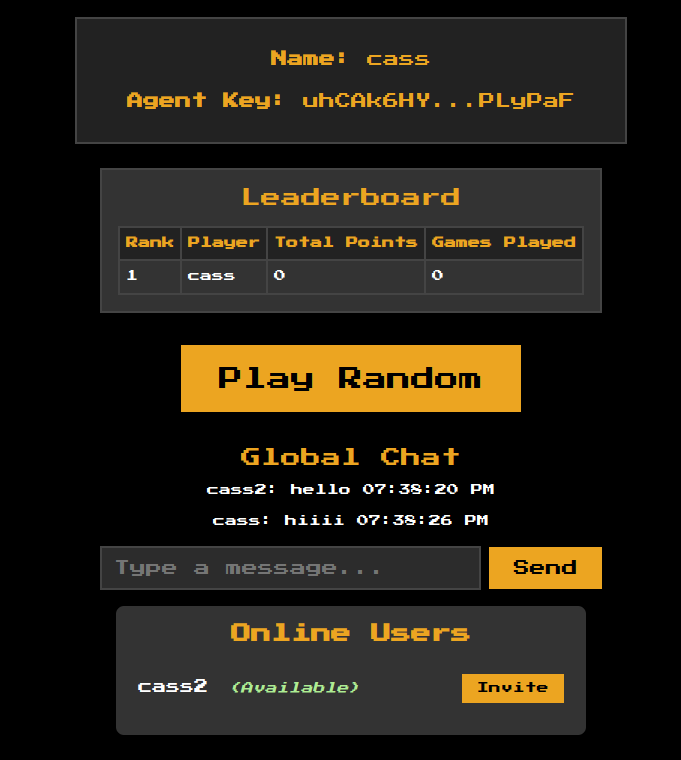 Name: cass
Agent Key: uhCAk6HY...PLyPaF
Leaderboard
Rank Player Total Points Games Played
1 cass 0 0
Play Random
Global Chat
cass2: hello 07:38:20 PM
cass: hiiii 07:38:26 PM
Type a message... Send
Online Users
cass2 (Available) Invite